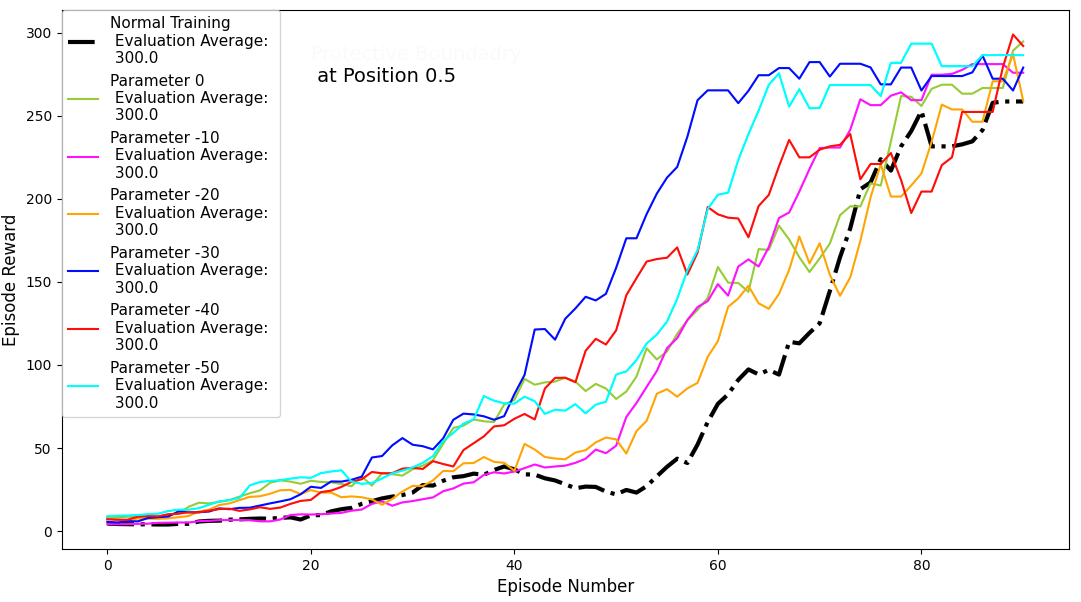 Protective Boundadry
at Position 0.5
Normal Training
Evaluation Average:
300.0
Parameter 0
Evaluation Average:
300.0
Parameter -10
Evaluation Average:
300.0
Parameter -20
Evaluation Average:
300.0
Parameter -30
Evaluation Average:
300.0
Parameter -40
Evaluation Average:
300.0
Parameter -50
Evaluation Average:
300.0
Episode Reward
300
250
200
150
100
50
0
0 20 40 60 80
Episode Number